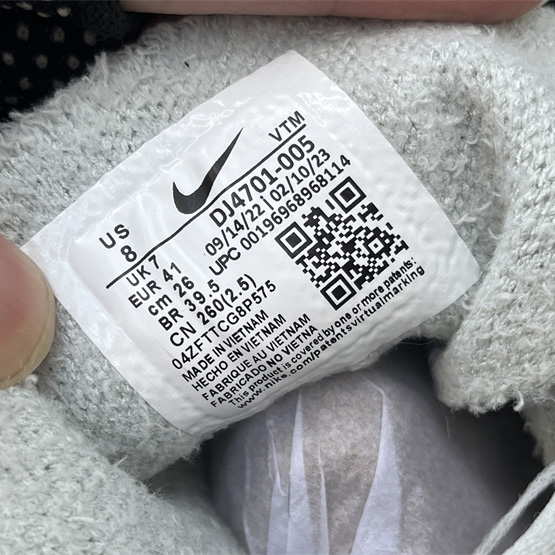 VTM
US
8
DJ4701-005
UK 7
09/14/22 | 02/10/23
EUR 41
UPC 00196968968114
cm 26
BR 39.5
CN 260(2.5)
04ZFTTCG8P575
MADE IN VIETNAM
HECHO EN VIETNAM
FABRIQUE AU VIETNAM
FABRICADO NO VIETNA
This product is covered by one or more patents:
www.nike.com/patentsvirtualmarking